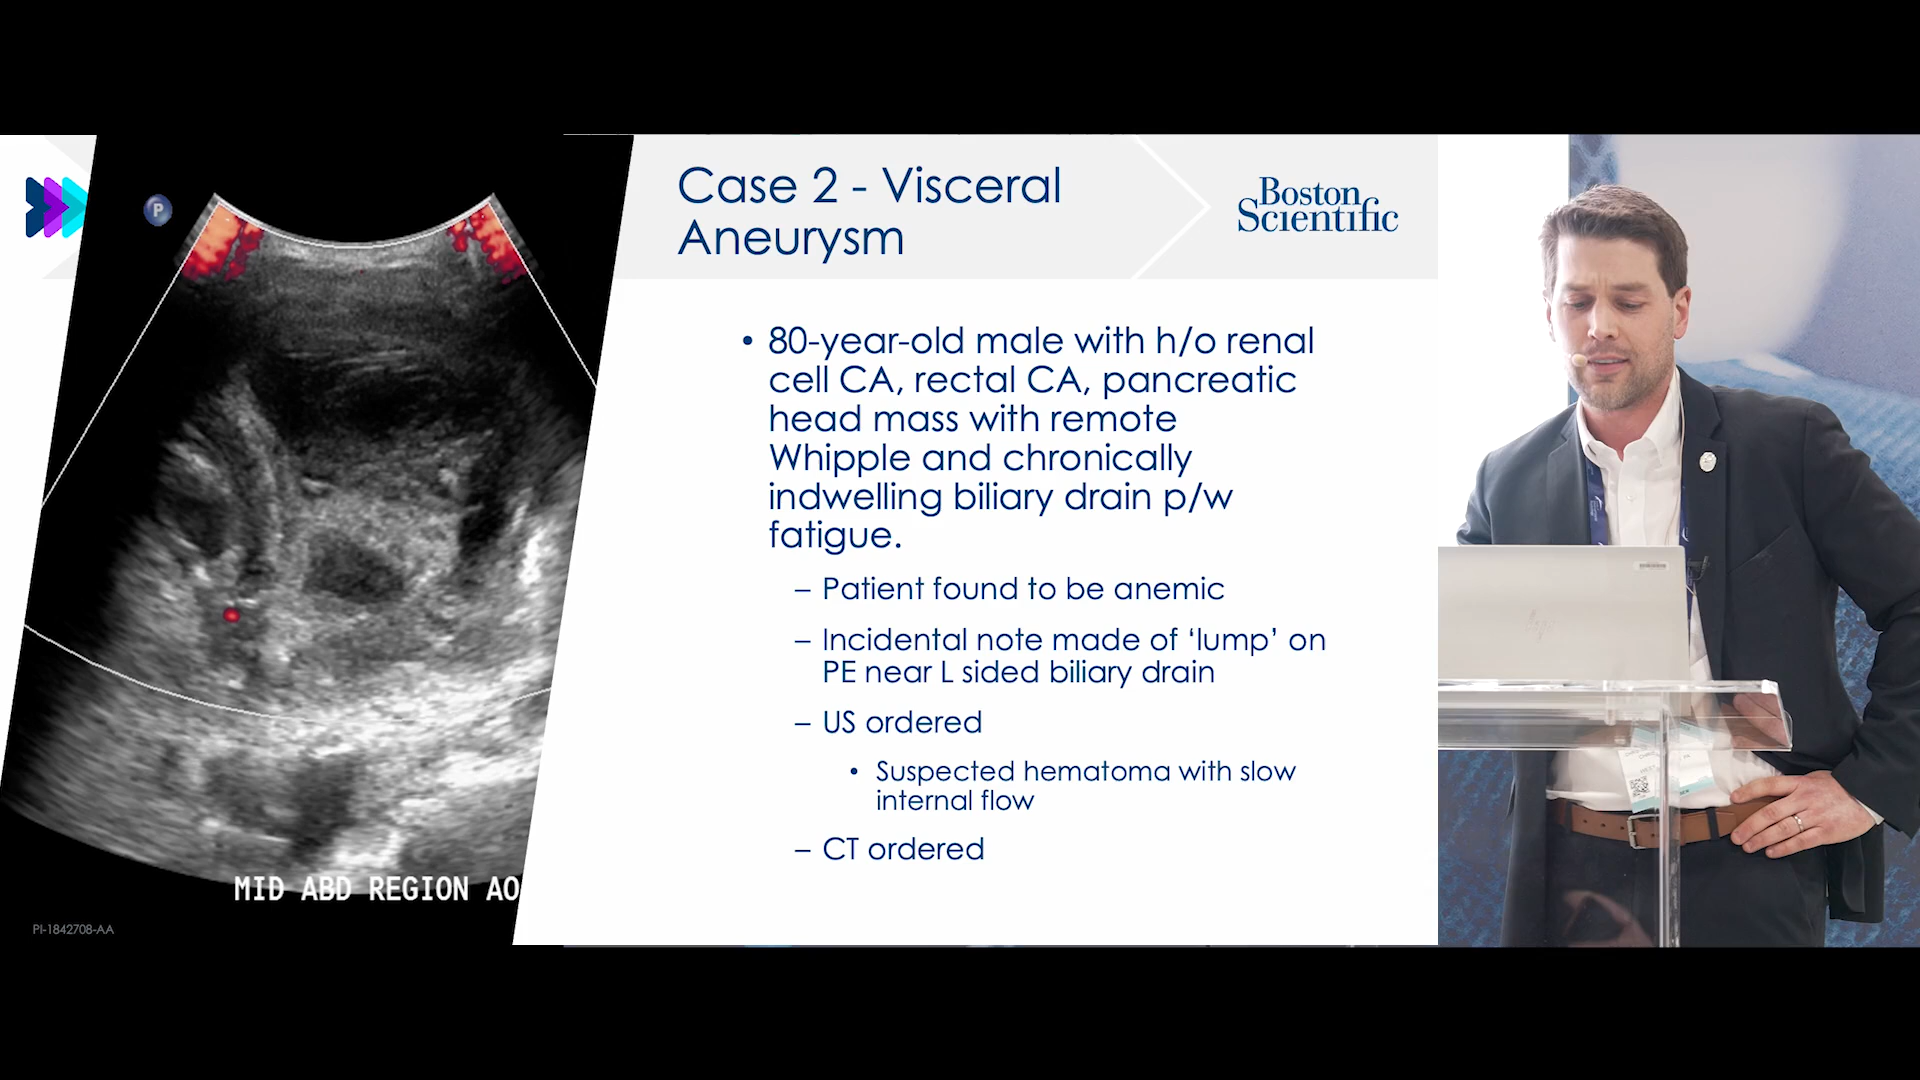 P
Case 2 - Visceral
Aneurysm
Boston
Scientific
• 80-year-old male with h/o renal
cell CA, rectal CA, pancreatic
head mass with remote
Whipple and chronically
indwelling biliary drain p/w
fatigue.
– Patient found to be anemic
– Incidental note made of ‘lump’ on
PE near L sided biliary drain
– US ordered
• Suspected hematoma with slow
internal flow
– CT ordered
MID ABD REGION AO
PI-1842708-AA